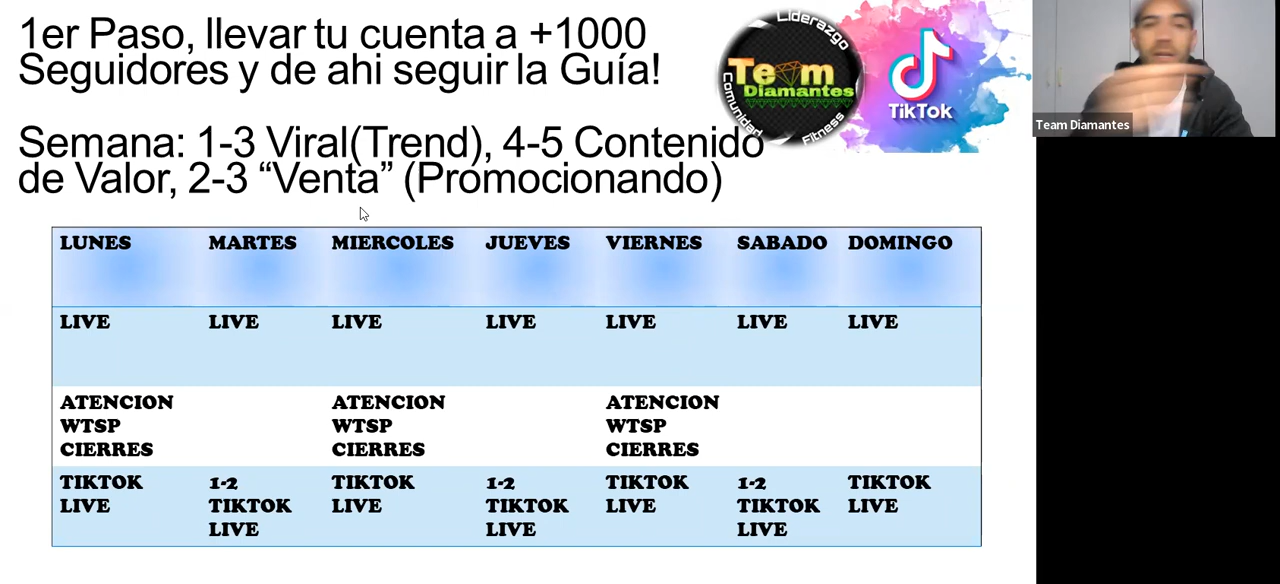 1er Paso, llevar tu cuenta a +1000
Seguidores y de ahi seguir la Guía!
Semana: 1-3 Viral(Trend), 4-5 Contenido
de Valor, 2-3 “Venta” (Promocionando)
Liderazgo
Team
Diamantes
Comunidad
Fitness
TikTok
Team Diamantes
LUNES MARTES MIERCOLES JUEVES VIERNES SABADO DOMINGO
LIVE LIVE LIVE LIVE LIVE LIVE LIVE
ATENCION ATENCION ATENCION
WTSP WTSP WTSP
CIERRES CIERRES CIERRES
TIKTOK 1-2 TIKTOK 1-2 TIKTOK 1-2 TIKTOK
LIVE TIKTOK LIVE TIKTOK LIVE TIKTOK LIVE
LIVE LIVE LIVE